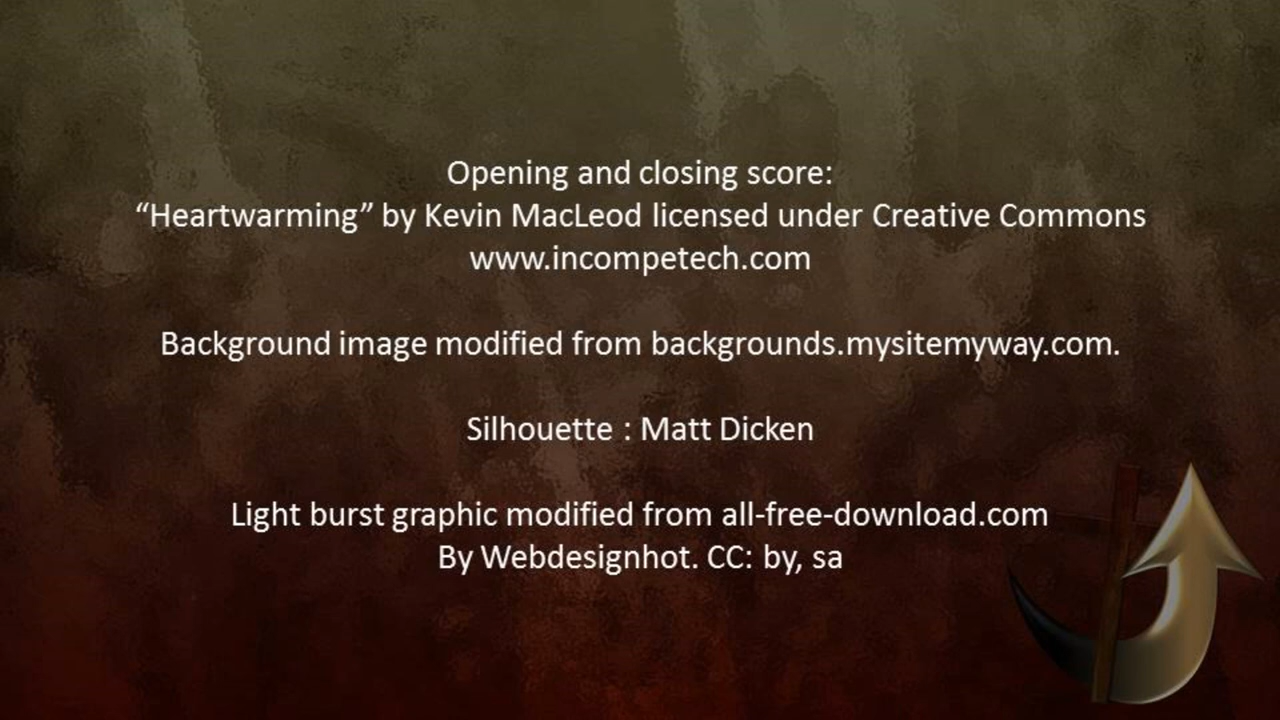 Opening and closing score:
“Heartwarming” by Kevin MacLeod licensed under Creative Commons
www.incompetech.com
Background image modified from backgrounds.mysitemyway.com.
Silhouette : Matt Dicken
Light burst graphic modified from all-free-download.com
By Webdesignhot. CC: by, sa